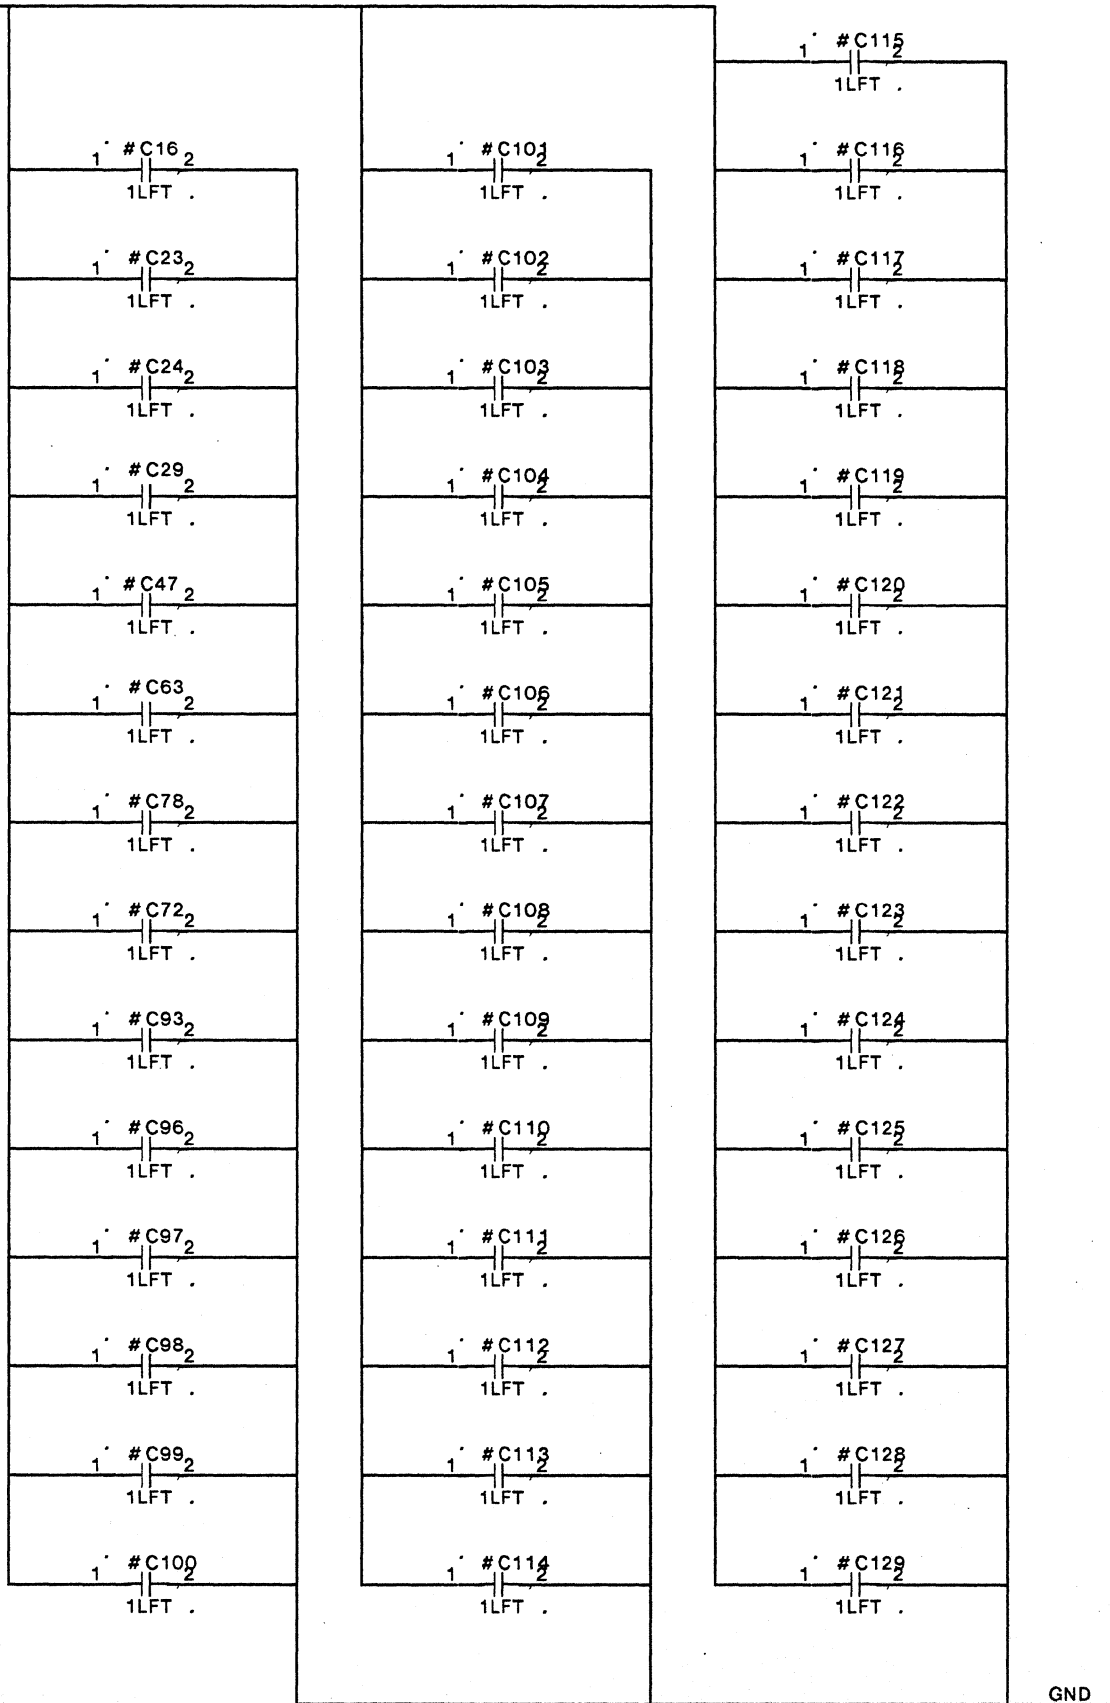 #C115
1 2
1LFT .
#C16 #C101 #C116
1 2 1 2 1 2
1LFT . 1LFT . 1LFT .
#C23 #C102 #C117
1 2 1 2 1 2
1LFT . 1LFT . 1LFT .
#C24 #C103 #C118
1 2 1 2 1 2
1LFT . 1LFT . 1LFT .
#C29 #C104 #C119
1 2 1 2 1 2
1LFT . 1LFT . 1LFT .
#C47 #C105 #C120
1 2 1 2 1 2
1LFT . 1LFT . 1LFT .
#C63 #C106 #C121
1 2 1 2 1 2
1LFT . 1LFT . 1LFT .
#C78 #C107 #C122
1 2 1 2 1 2
1LFT . 1LFT . 1LFT .
#C72 #C108 #C123
1 2 1 2 1 2
1LFT . 1LFT . 1LFT .
#C93 #C109 #C124
1 2 1 2 1 2
1LFT . 1LFT . 1LFT .
#C96 #C110 #C125
1 2 1 2 1 2
1LFT . 1LFT . 1LFT .
#C97 #C111 #C126
1 2 1 2 1 2
1LFT . 1LFT . 1LFT .
#C98 #C112 #C127
1 2 1 2 1 2
1LFT . 1LFT . 1LFT .
#C99 #C113 #C128
1 2 1 2 1 2
1LFT . 1LFT . 1LFT .
#C100 #C114 #C129
1 2 1 2 1 2
1LFT . 1LFT . 1LFT .
GND